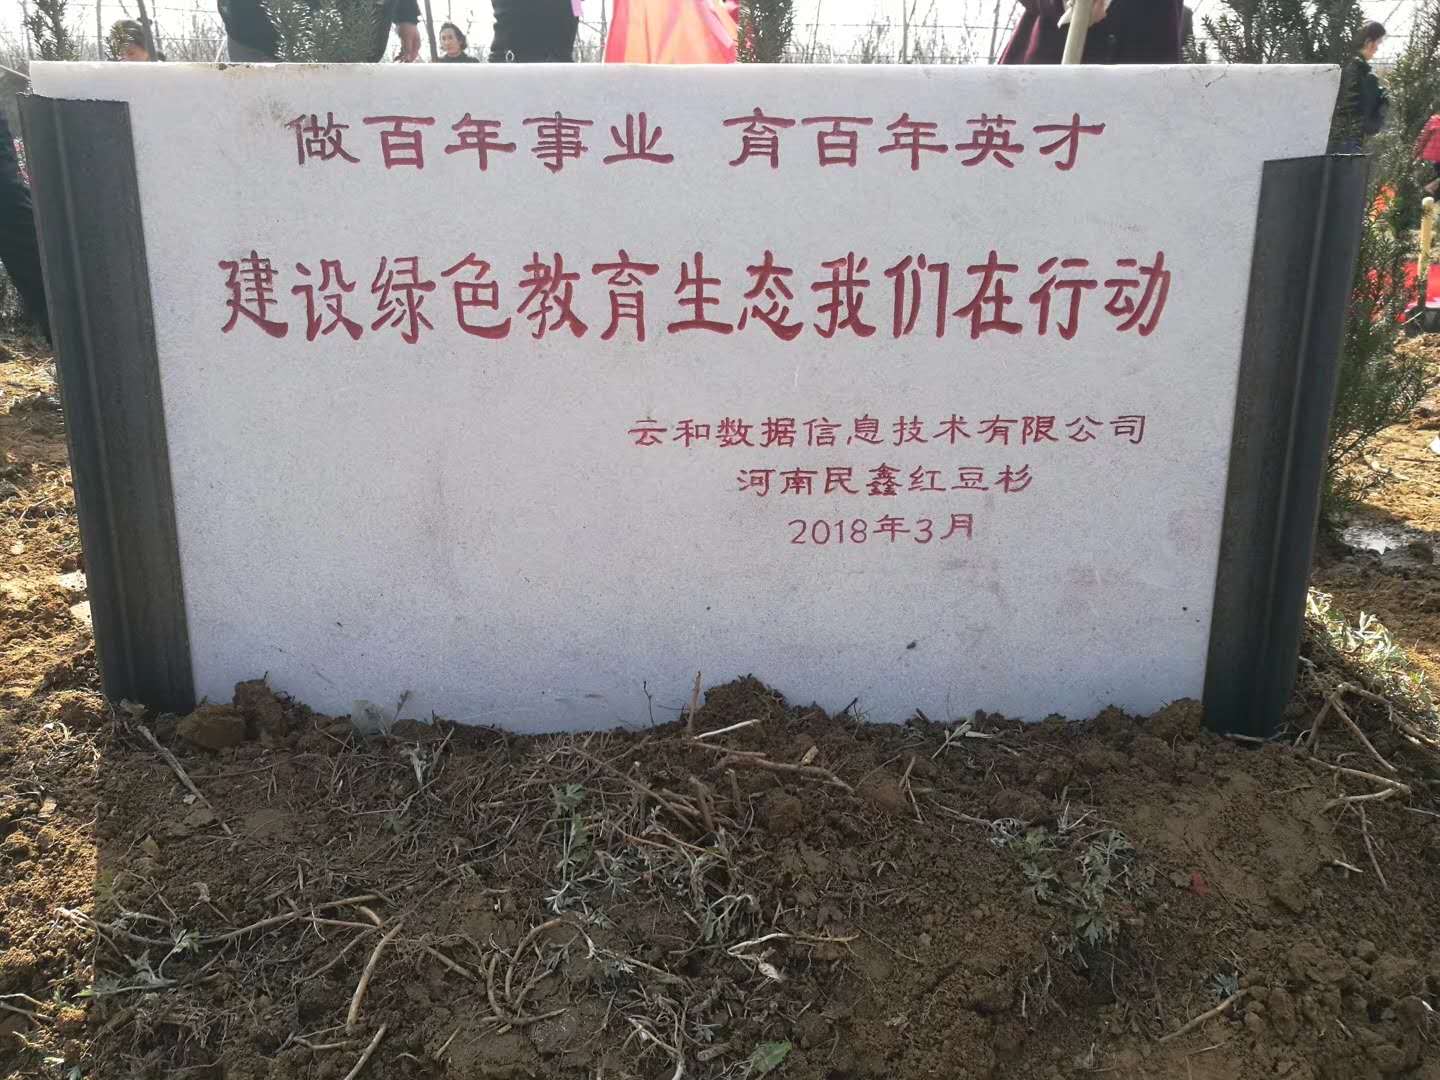 做百年事业 育百年英才
建设绿色教育生态我们在行动
云和数据信息技术有限公司
河南民鑫红豆杉
2018年3月